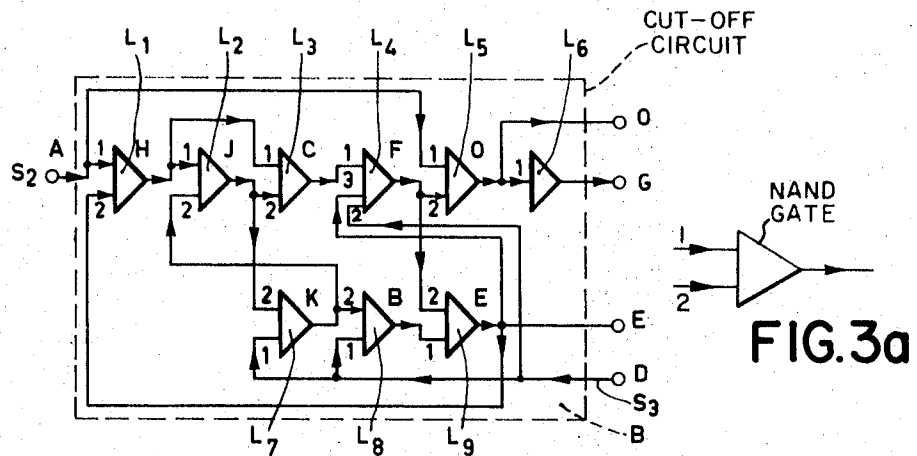 CUT-OFF
CIRCUIT
L1 L2 L3 L4 L5 L6
A H J C F O O
S2 1 1 1 1 1 1 G
2 2 2 3 2
2
NAND
GATE
1
2
K B E
2 2 2 E
1 1 1 D
S3
FIG.3a
L7 L8 L9 B